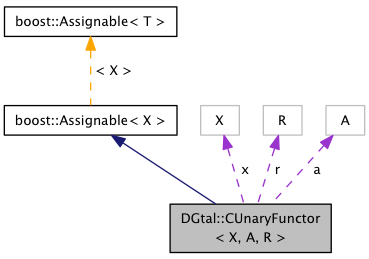 boost::Assignable< T >
< X >
boost::Assignable< X >
X
R
A
x
r
a
DGtal::CUnaryFunctor
< X, A, R >